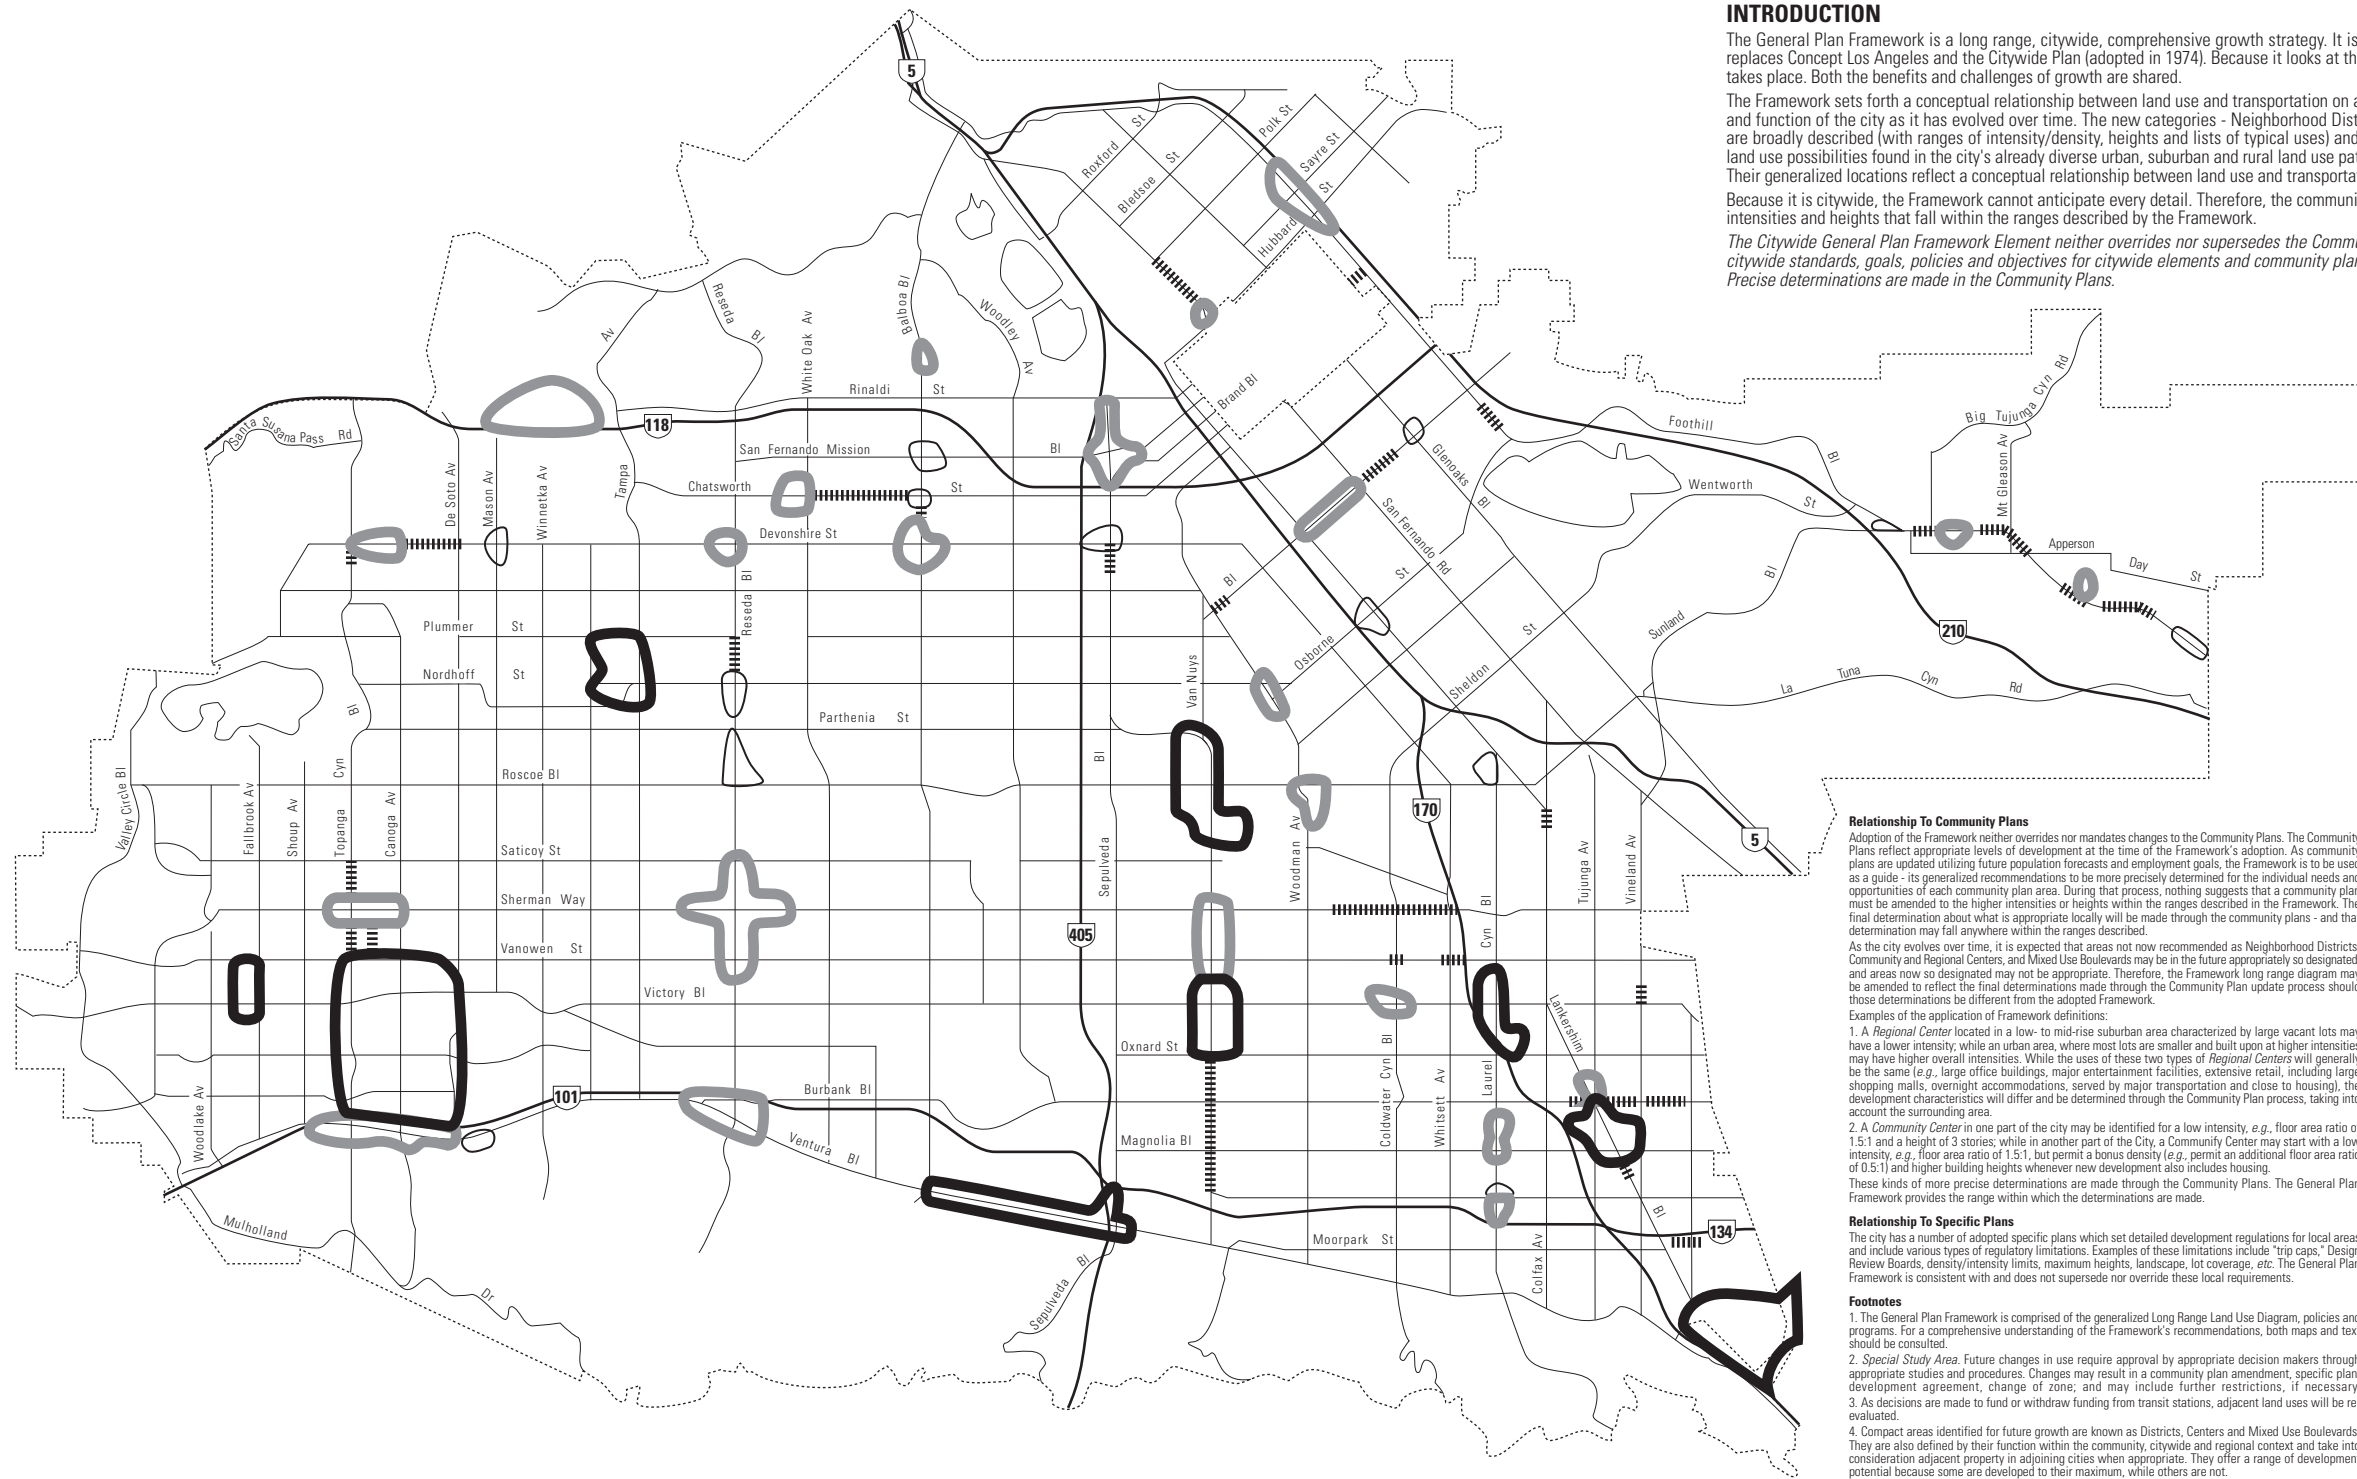 INTRODUCTION
The General Plan Framework is a long range, citywide, comprehensive growth strategy. It is
replaces Concept Los Angeles and the Citywide Plan (adopted in 1974). Because it looks at th
takes place. Both the benefits and challenges of growth are shared.
The Framework sets forth a conceptual relationship between land use and transportation on a
and function of the city as it has evolved over time. The new categories - Neighborhood Dist
are broadly described (with ranges of intensity/density, heights and lists of typical uses) and
land use possibilities found in the city's already diverse urban, suburban and rural land use pat
Their generalized locations reflect a conceptual relationship between land use and transportat
Because it is citywide, the Framework cannot anticipate every detail. Therefore, the communi
intensities and heights that fall within the ranges described by the Framework.
The Citywide General Plan Framework Element neither overrides nor supersedes the Commu
citywide standards, goals, policies and objectives for citywide elements and community plan
Precise determinations are made in the Community Plans.
5
Roxford St
Bledsoe St
Polk St
Sayre St
Hubbard St
Reseda Bl
Av
White Oak Av
Balboa Bl
Woodley Av
Rinaldi St
118
Brand Bl
Santa Susana Pass Rd
De Soto Av
Mason Av
Winnetka Av
Tampa
San Fernando Mission Bl
Chatsworth St
Devonshire St
Reseda Bl
Glenoaks Bl
San Fernando Rd
Foothill Bl
Wentworth St
Big Tujunga Cyn Rd
Mt Gleason Av
Apperson
Day St
210
Plummer St
Nordhoff St
Bl
Van Nuys
Bl
Osborne St
Sheldon St
Sunland Bl
La Tuna Cyn Rd
Parthenia St
Roscoe Bl
Valley Circle Bl
Fallbrook Av
Shoup Av
Topanga Cyn Bl
Canoga Av
Saticoy St
Sherman Way
Vanowen St
Victory Bl
405
Sepulveda Bl
Woodman Av
170
5
Tujunga Av
Vineland Av
Laurel Cyn Bl
Lankershim Bl
Oxnard St
Burbank Bl
101
Woodlake Av
Coldwater Cyn Bl
Whitsett Av
Magnolia Bl
Ventura Bl
Mulholland Dr
Sepulveda Bl
Moorpark St
Colfax Av
134
Relationship To Community Plans
Adoption of the Framework neither overrides nor mandates changes to the Community Plans. The Community
Plans reflect appropriate levels of development at the time of the Framework's adoption. As community
plans are updated utilizing future population forecasts and employment goals, the Framework is to be used
as a guide - its generalized recommendations to be more precisely determined for the individual needs and
opportunities of each community plan area. During that process, nothing suggests that a community plan
must be amended to the higher intensities or heights within the ranges described in the Framework. The
final determination about what is appropriate locally will be made through the community plans - and that
determination may fall anywhere within the ranges described.
As the city evolves over time, it is expected that areas not now recommended as Neighborhood Districts,
Community and Regional Centers, and Mixed Use Boulevards may be in the future appropriately so designated
and areas now so designated may not be appropriate. Therefore, the Framework long range diagram may
be amended to reflect the final determinations made through the Community Plan update process should
those determinations be different from the adopted Framework.
Examples of the application of Framework definitions:
1. A Regional Center located in a low- to mid-rise suburban area characterized by large vacant lots may
have a lower intensity; while an urban area, where most lots are smaller and built upon at higher intensities
may have higher overall intensities. While the uses of these two types of Regional Centers will generally
be the same (e.g., large office buildings, major entertainment facilities, extensive retail, including large
shopping malls, overnight accommodations, served by major transportation and close to housing), the
development characteristics will differ and be determined through the Community Plan process, taking into
account the surrounding area.
2. A Community Center in one part of the city may be identified for a low intensity, e.g., floor area ratio of
1.5:1 and a height of 3 stories; while in another part of the City, a Community Center may start with a low
intensity, e.g., floor area ratio of 1.5:1, but permit a bonus density (e.g., permit an additional floor area ratio
of 0.5:1) and higher building heights whenever new development also includes housing.
These kinds of more precise determinations are made through the Community Plans. The General Plan
Framework provides the range within which the determinations are made.
Relationship To Specific Plans
The city has a number of adopted specific plans which set detailed development regulations for local areas
and include various types of regulatory limitations. Examples of these limitations include "trip caps," Design
Review Boards, density/intensity limits, maximum heights, landscape, lot coverage, etc. The General Plan
Framework is consistent with and does not supersede nor override these local requirements.
Footnotes
1. The General Plan Framework is comprised of the generalized Long Range Land Use Diagram, policies and
programs. For a comprehensive understanding of the Framework's recommendations, both maps and text
should be consulted.
2. Special Study Area. Future changes in use require approval by appropriate decision makers through
appropriate studies and procedures. Changes may result in a community plan amendment, specific plan,
development agreement, change of zone; and may include further restrictions, if necessary.
3. As decisions are made to fund or withdraw funding from transit stations, adjacent land uses will be re-
evaluated.
4. Compact areas identified for future growth are known as Districts, Centers and Mixed Use Boulevards.
They are also defined by their function within the community, citywide and regional context and take into
consideration adjacent property in adjoining cities when appropriate. They offer a range of development
potential because some are developed to their maximum, while others are not.